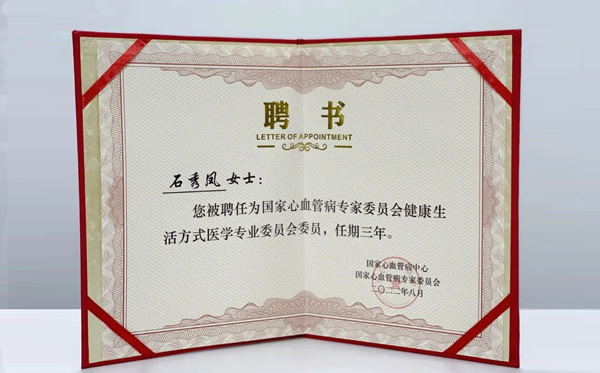 聘书
LETTER OF APPOINTMENT
石秀凤女士：
您被聘任为国家心血管病专家委员会健康生
活方式医学专业委员会委员，任期三年。
国家心血管病中心
国家心血管病专家委员会
二〇二二年八月